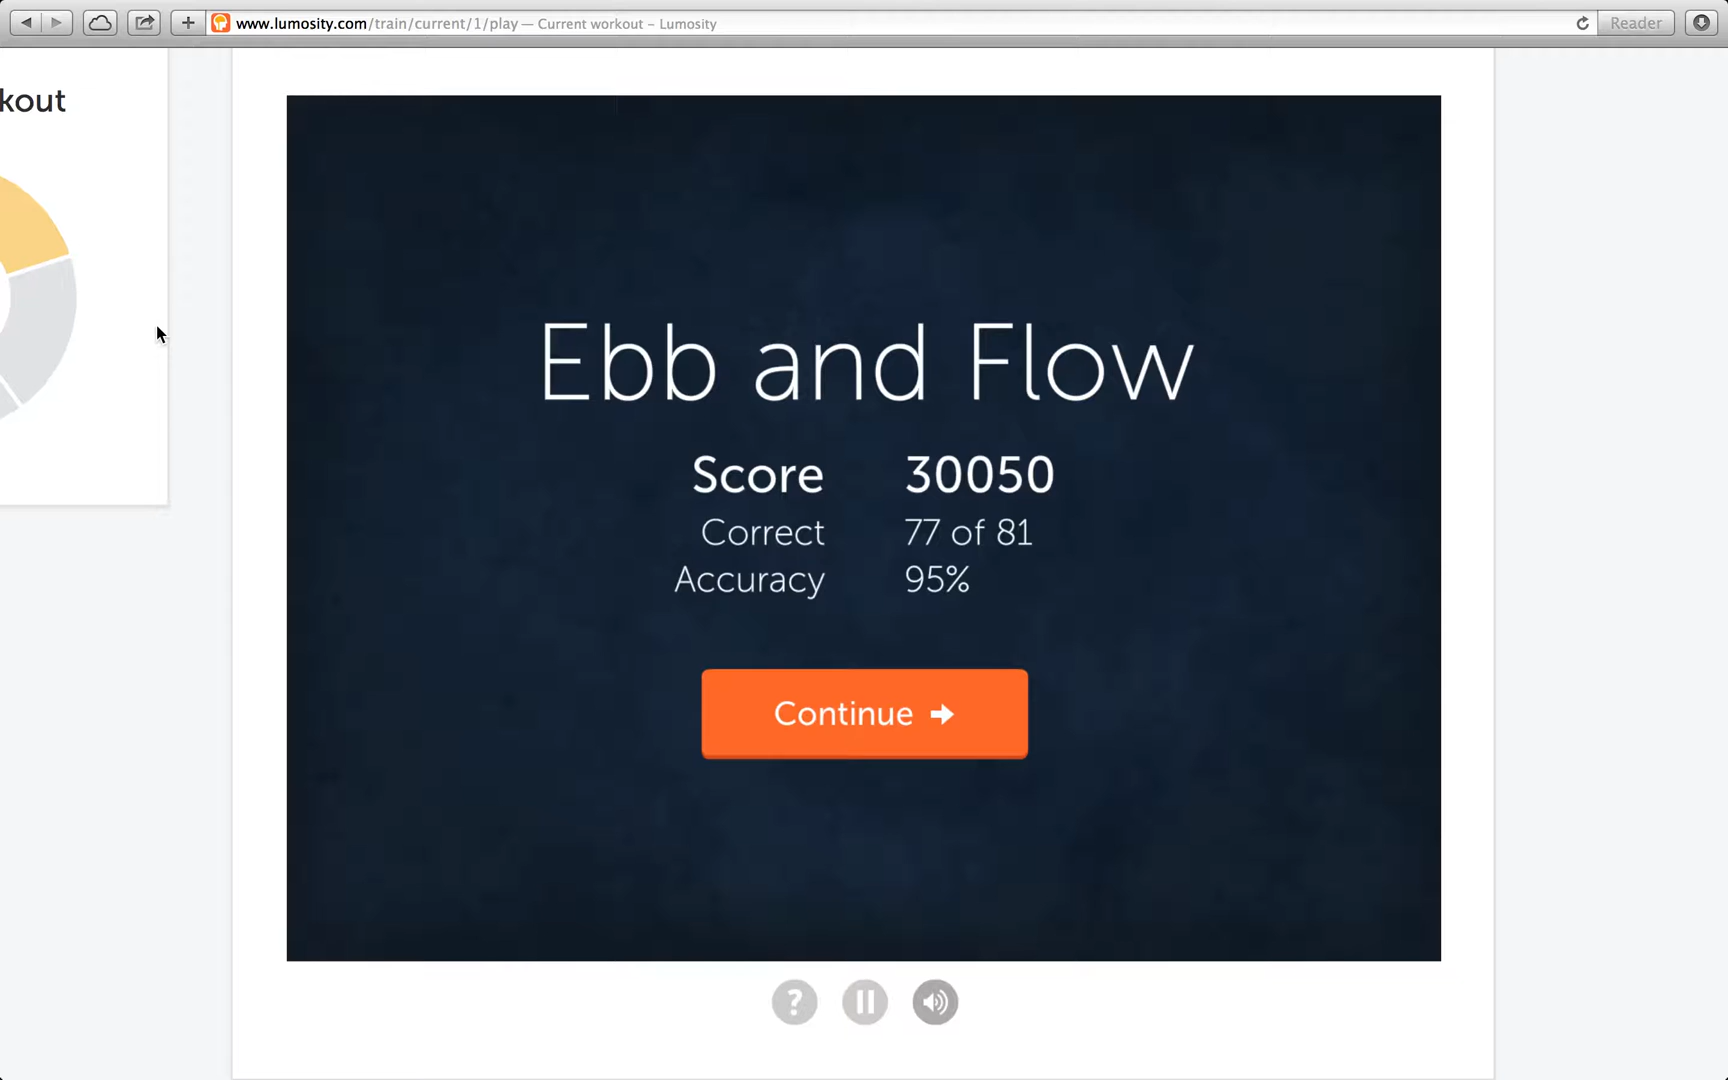 www.lumosity.com/train/current/1/play — Current workout – Lumosity
Reader
kout
Ebb and Flow
Score 30050
Correct 77 of 81
Accuracy 95%
Continue
?